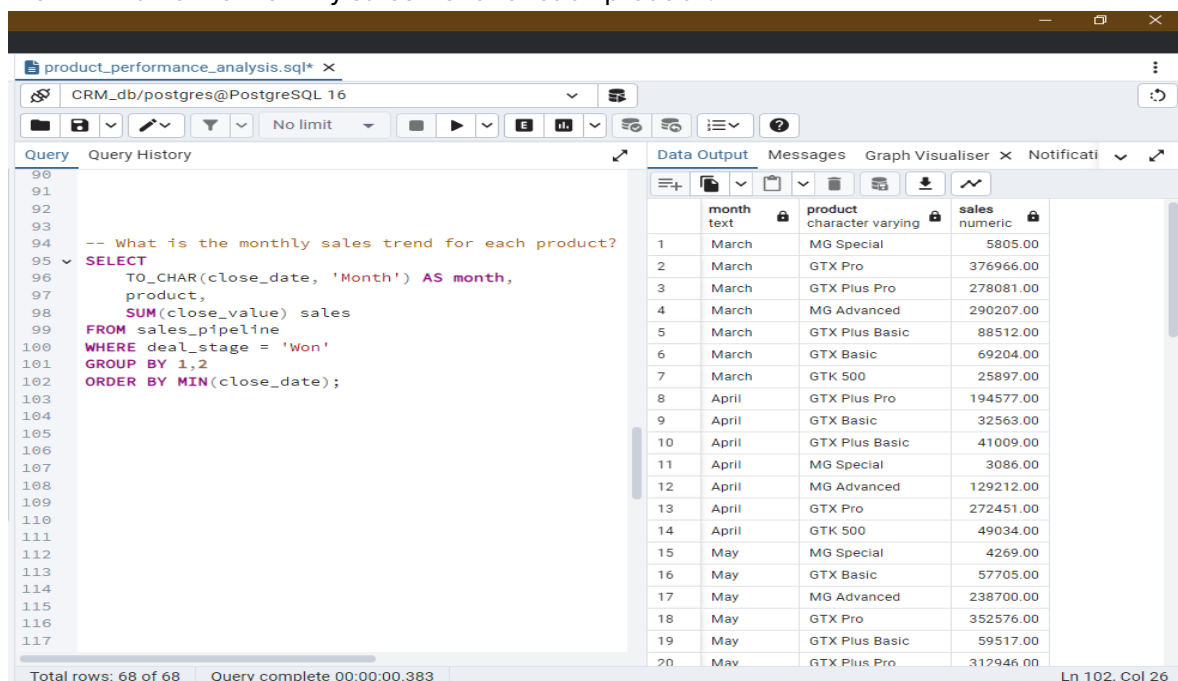 product_performance_analysis.sql*
CRM_db/postgres@PostgreSQL 16
No limit
Query Query History
Data Output Messages Graph Visualiser Notificati
90
91
92
93
94 -- What is the monthly sales trend for each product?
95 SELECT
96 TO_CHAR(close_date, 'Month') AS month,
97 product,
98 SUM(close_value) sales
99 FROM sales_pipeline
100 WHERE deal_stage = 'Won'
101 GROUP BY 1,2
102 ORDER BY MIN(close_date);
103
104
105
106
107
108
109
110
111
112
113
114
115
116
117
month product sales
text character varying numeric
1 March MG Special 5805.00
2 March GTX Pro 376966.00
3 March GTX Plus Pro 278081.00
4 March MG Advanced 290207.00
5 March GTX Plus Basic 88512.00
6 March GTX Basic 69204.00
7 March GTK 500 25897.00
8 April GTX Plus Pro 194577.00
9 April GTX Basic 32563.00
10 April GTX Plus Basic 41009.00
11 April MG Special 3086.00
12 April MG Advanced 129212.00
13 April GTX Pro 272451.00
14 April GTK 500 49034.00
15 May MG Special 4269.00
16 May GTX Basic 57705.00
17 May MG Advanced 238700.00
18 May GTX Pro 352576.00
19 May GTX Plus Basic 59517.00
20 May GTX Plus Pro 312946.00
Total rows: 68 of 68 Query complete 00:00:00.383 Ln 102, Col 26